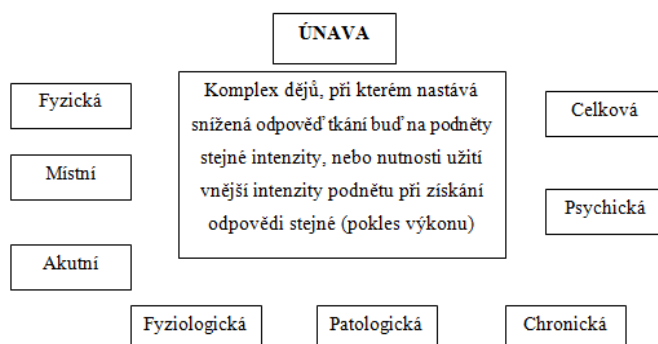 ÚNAVA
Komplex dějů, při kterém nastává
snížená odpověď tkání buď na podněty
stejné intenzity, nebo nutnosti užití
vnější intenzity podnětu při získání
odpovědi stejné (pokles výkonu)
Fyzická
Místní
Akutní
Celková
Psychická
Fyziologická
Patologická
Chronická